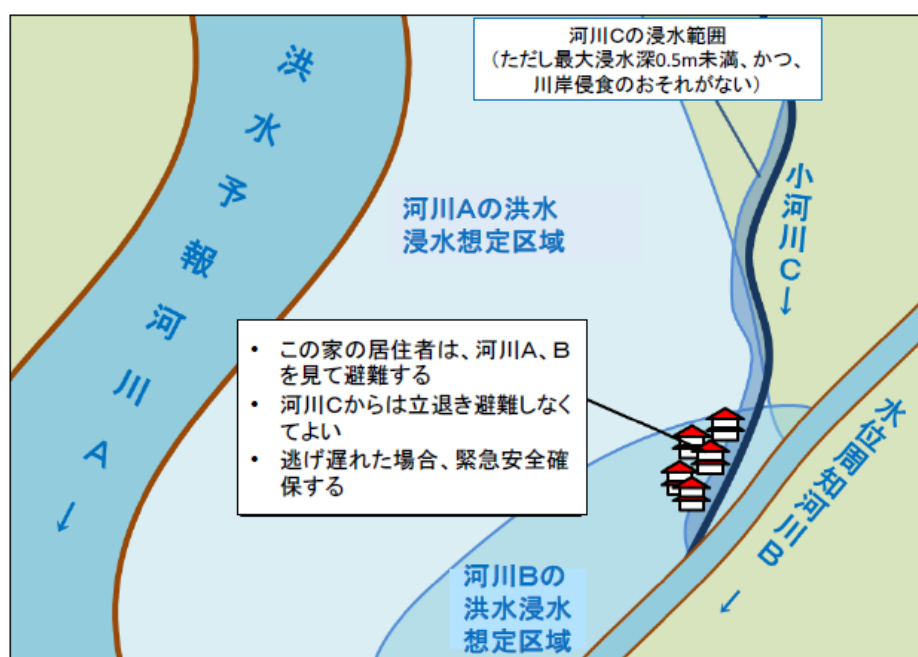 河川Cの浸水範囲
(ただし最大浸水深0.5m未満、かつ、
川岸侵食のおそれがない)
洪水予報河川A↓
河川Aの洪水
浸水想定区域
小河川C↓
• この家の居住者は、河川A、B
を見て避難する
• 河川Cからは立退き避難しなく
てよい
• 逃げ遅れた場合、緊急安全確
保する
水位周知河川B↓
河川Bの
洪水浸水
想定区域